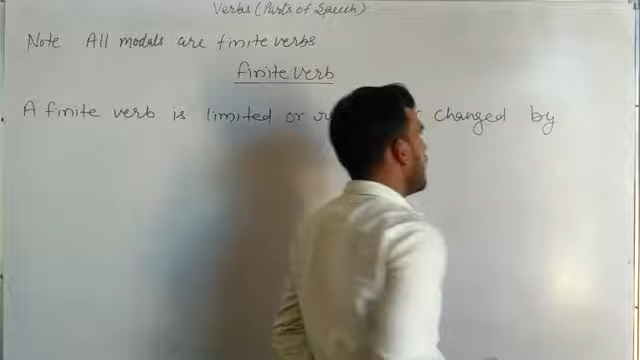 Verbs (Parts of Speech)
Note All modals are finite verbs
finite verb
A finite verb is limited or changed by